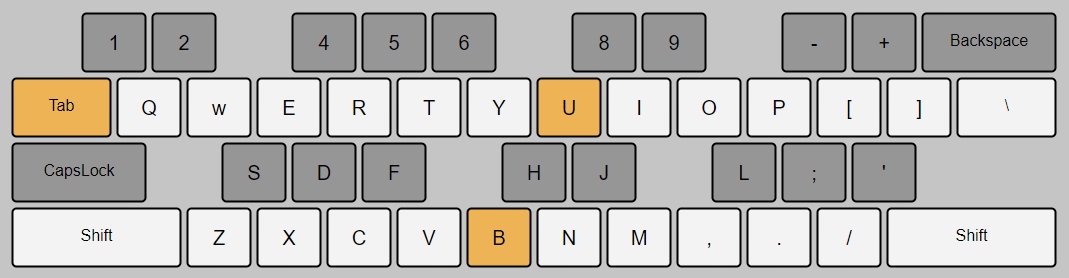 1 2 4 5 6 8 9 - + Backspace
Tab Q w E R T Y U I O P [ ] \
CapsLock S D F H J L ; '
Shift Z X C V B N M , . / Shift